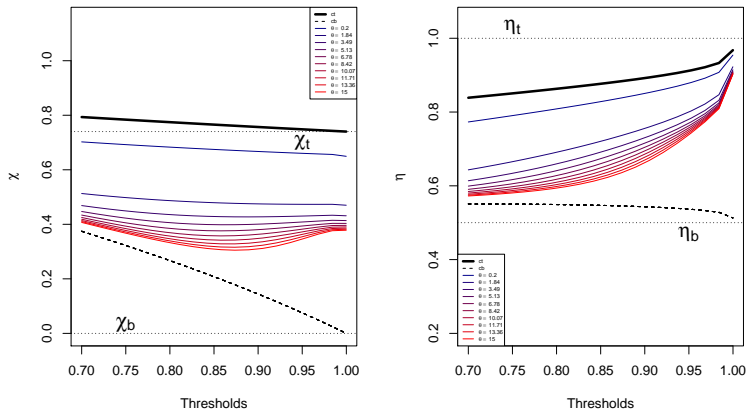 ct
cb
θ = 0.2
θ = 1.84
θ = 3.49
θ = 5.13
θ = 6.78
θ = 8.42
θ = 10.07
θ = 11.71
θ = 13.36
θ = 15
χt
χb
χ
0.0
0.2
0.4
0.6
0.8
1.0
0.70 0.75 0.80 0.85 0.90 0.95 1.00
Thresholds
ηt
ηb
η
0.2
0.4
0.6
0.8
1.0
ct
cb
θ = 0.2
θ = 1.84
θ = 3.49
θ = 5.13
θ = 6.78
θ = 8.42
θ = 10.07
θ = 11.71
θ = 13.36
θ = 15
0.70 0.75 0.80 0.85 0.90 0.95 1.00
Thresholds